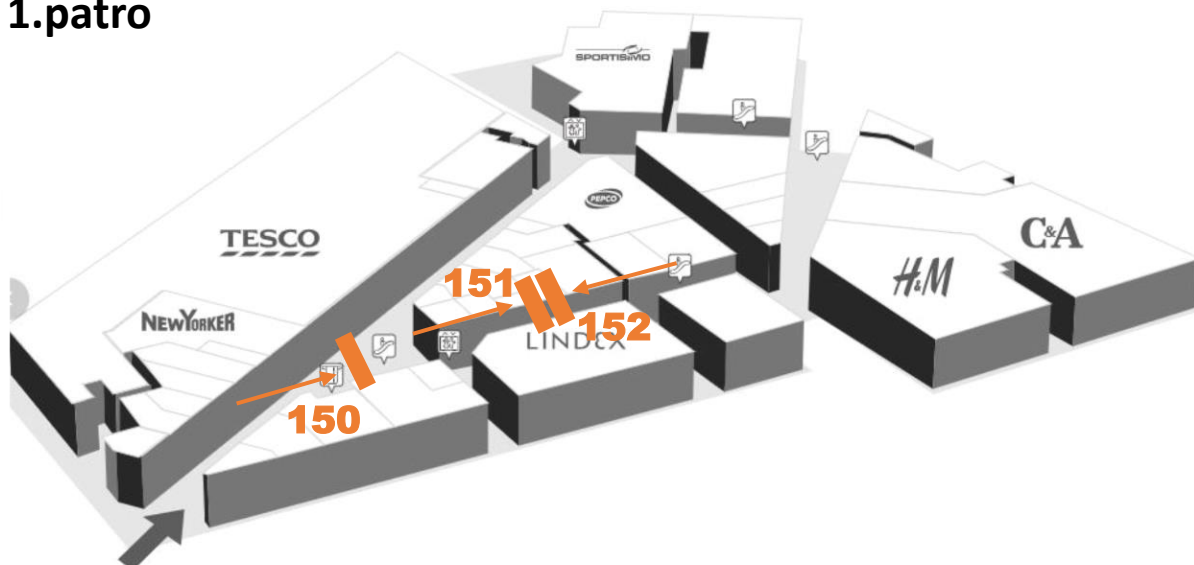 1.patro
SPORTISIMO
PEPCO
TESCO
C&A
H&M
NEWYORKER
151
152
LINDEX
150